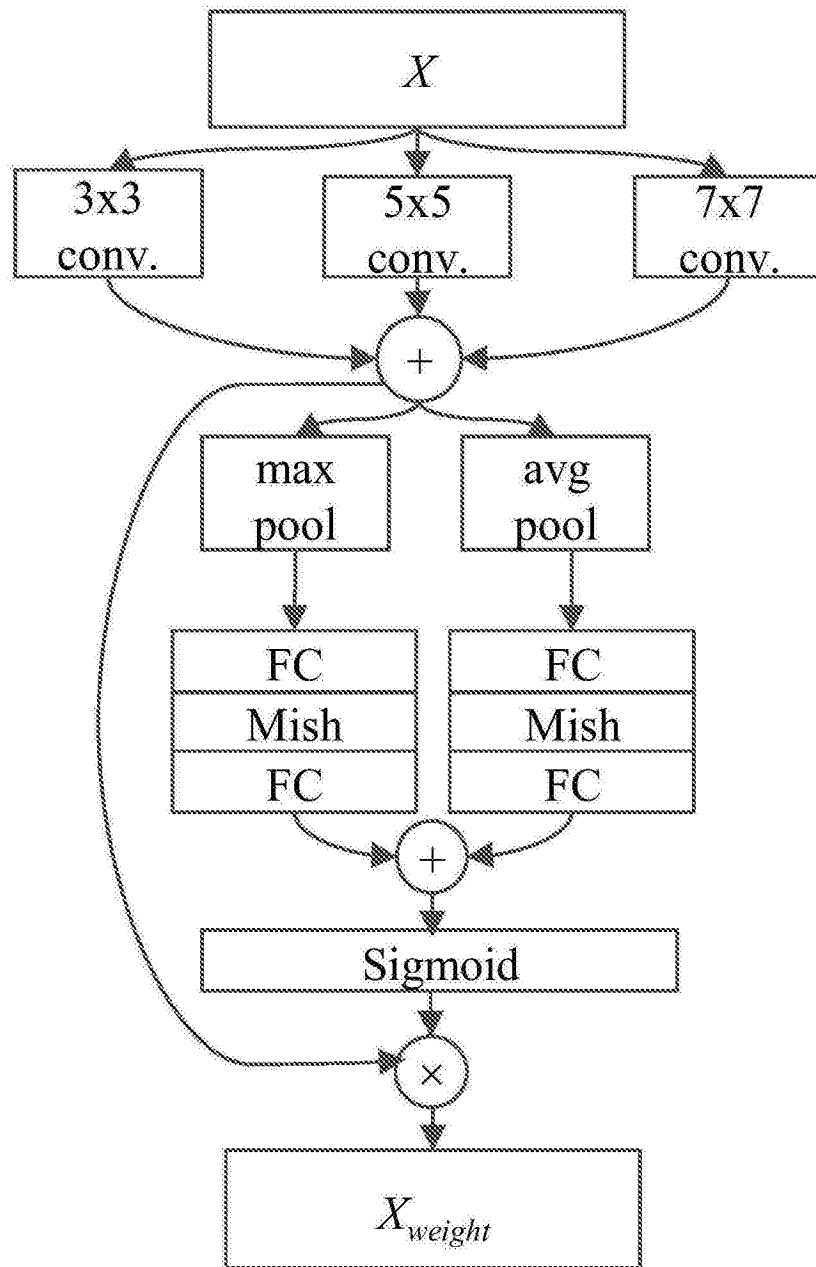 X
3x3
conv.
5x5
conv.
7x7
conv.
+
max
pool
avg
pool
FC
Mish
FC
FC
Mish
FC
+
Sigmoid
×
X_weight